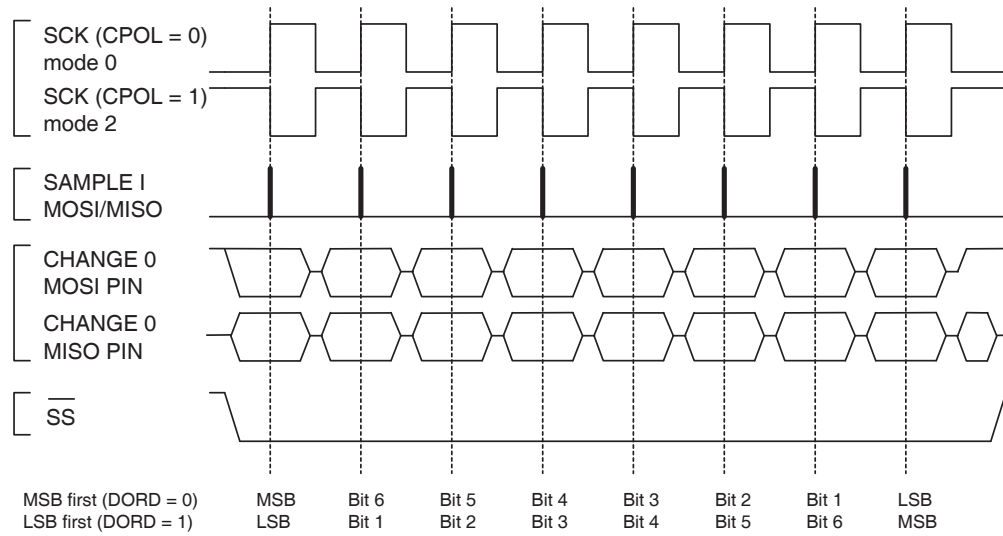 SCK (CPOL = 0)
mode 0
SCK (CPOL = 1)
mode 2
SAMPLE I
MOSI/MISO
CHANGE 0
MOSI PIN
CHANGE 0
MISO PIN
SS
MSB first (DORD = 0) MSB Bit 6 Bit 5 Bit 4 Bit 3 Bit 2 Bit 1 LSB
LSB first (DORD = 1) LSB Bit 1 Bit 2 Bit 3 Bit 4 Bit 5 Bit 6 MSB